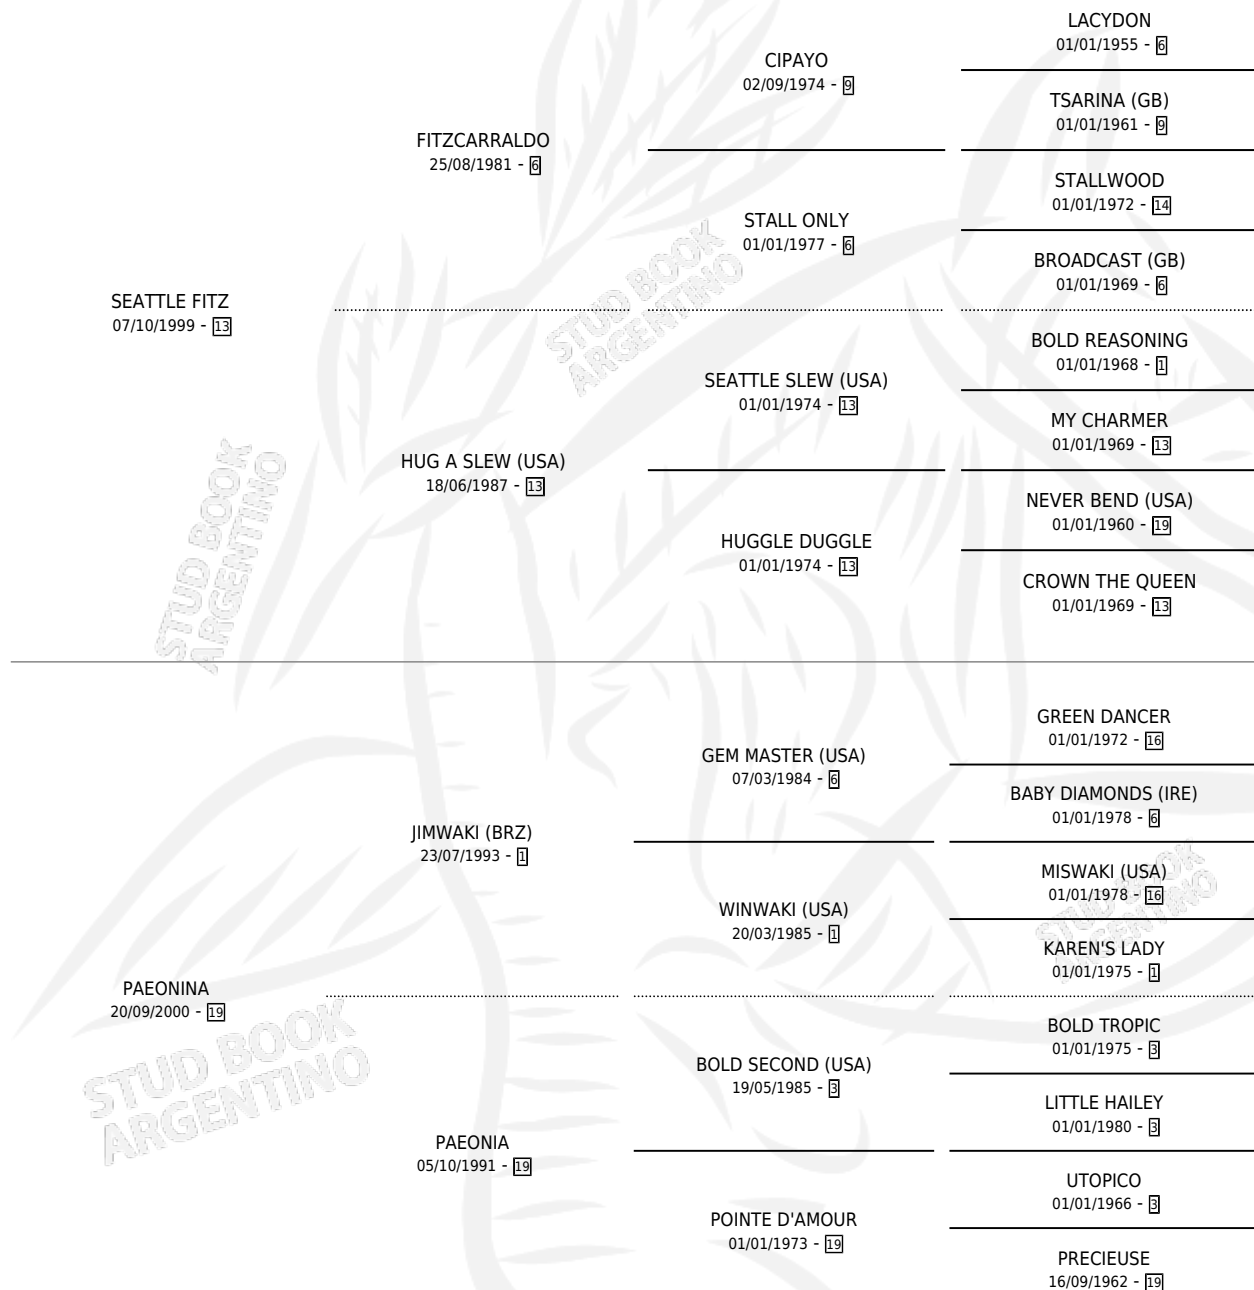 LACYDON
01/01/1955 - 6
CIPAYO
02/09/1974 - 9
TSARINA (GB)
01/01/1961 - 9
FITZCARRALDO
25/08/1981 - 6
STALLWOOD
01/01/1972 - 14
STALL ONLY
01/01/1977 - 6
BROADCAST (GB)
01/01/1969 - 6
SEATTLE FITZ
07/10/1999 - 13
BOLD REASONING
01/01/1968 - 1
SEATTLE SLEW (USA)
01/01/1974 - 13
MY CHARMER
01/01/1969 - 13
HUG A SLEW (USA)
18/06/1987 - 13
NEVER BEND (USA)
01/01/1960 - 19
HUGGLE DUGGLE
01/01/1974 - 13
CROWN THE QUEEN
01/01/1969 - 13
GREEN DANCER
01/01/1972 - 16
GEM MASTER (USA)
07/03/1984 - 6
BABY DIAMONDS (IRE)
01/01/1978 - 6
JIMWAKI (BRZ)
23/07/1993 - 1
MISWAKI (USA)
01/01/1978 - 16
WINWAKI (USA)
20/03/1985 - 1
KAREN'S LADY
01/01/1975 - 1
PAEONINA
20/09/2000 - 19
BOLD TROPIC
01/01/1975 - 3
BOLD SECOND (USA)
19/05/1985 - 3
LITTLE HAILEY
01/01/1980 - 3
PAEONIA
05/10/1991 - 19
UTOPICO
01/01/1966 - 3
POINTE D'AMOUR
01/01/1973 - 19
PRECIEUSE
16/09/1962 - 19
STUD BOOK
ARGENTINO
STUD BOOK
ARGENTINO
STUD BOOK
ARGENTINO
STUD BOOK
ARGENTINO